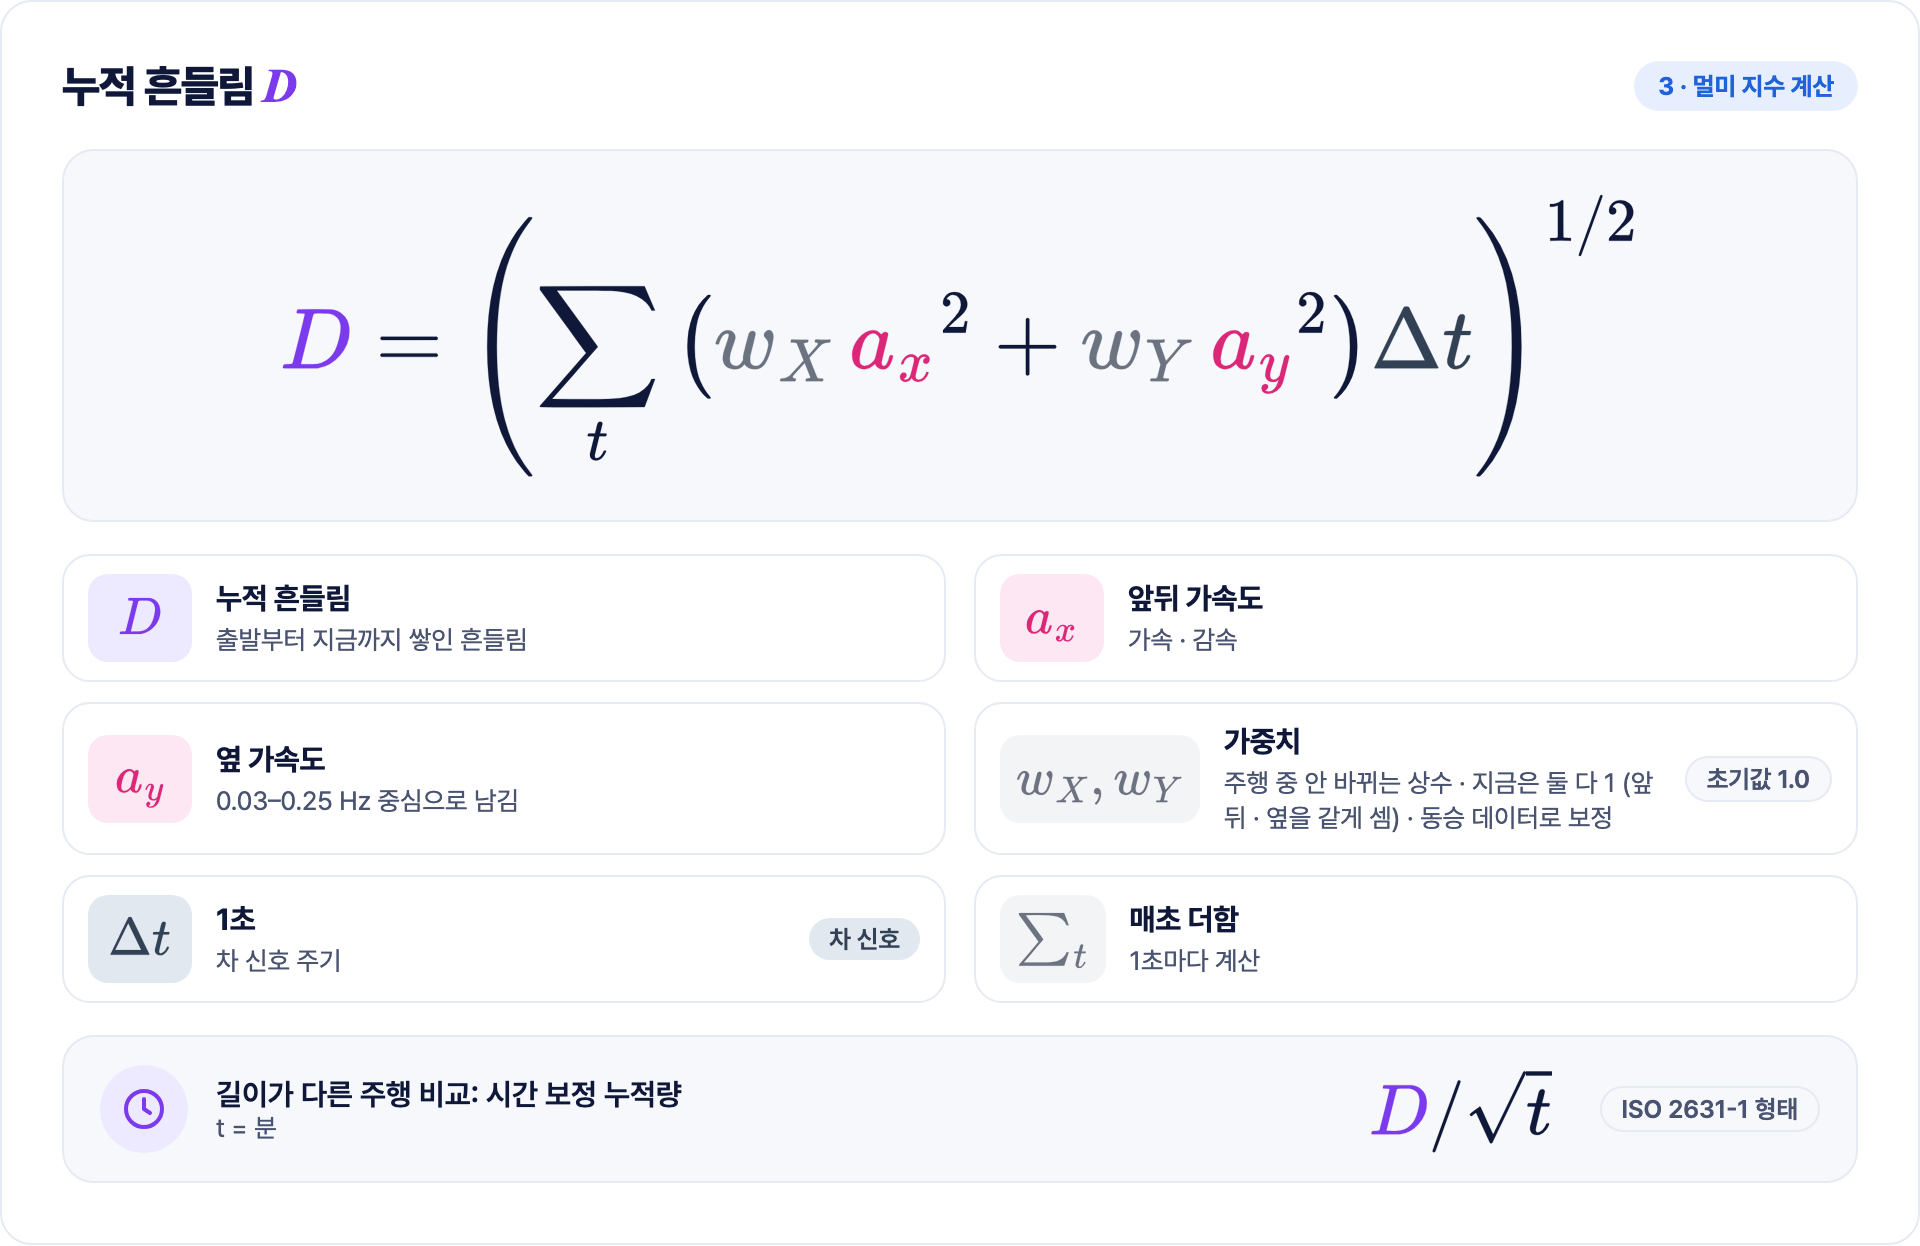 누적 흔들림 D
3 · 멀미 지수 계산
D = ( ∑_t (w_X a_x² + w_Y a_y²) Δt )^{1/2}
D
누적 흔들림
출발부터 지금까지 쌓인 흔들림
a_x
앞뒤 가속도
가속 · 감속
a_y
옆 가속도
0.03–0.25 Hz 중심으로 남김
w_X, w_Y
가중치
주행 중 안 바뀌는 상수 · 지금은 둘 다 1 (앞
뒤 · 옆을 같게 셈) · 동승 데이터로 보정
초기값 1.0
Δt
1초
차 신호 주기
차 신호
∑_t
매초 더함
1초마다 계산
길이가 다른 주행 비교: 시간 보정 누적량
t = 분
D/√t
ISO 2631-1 형태